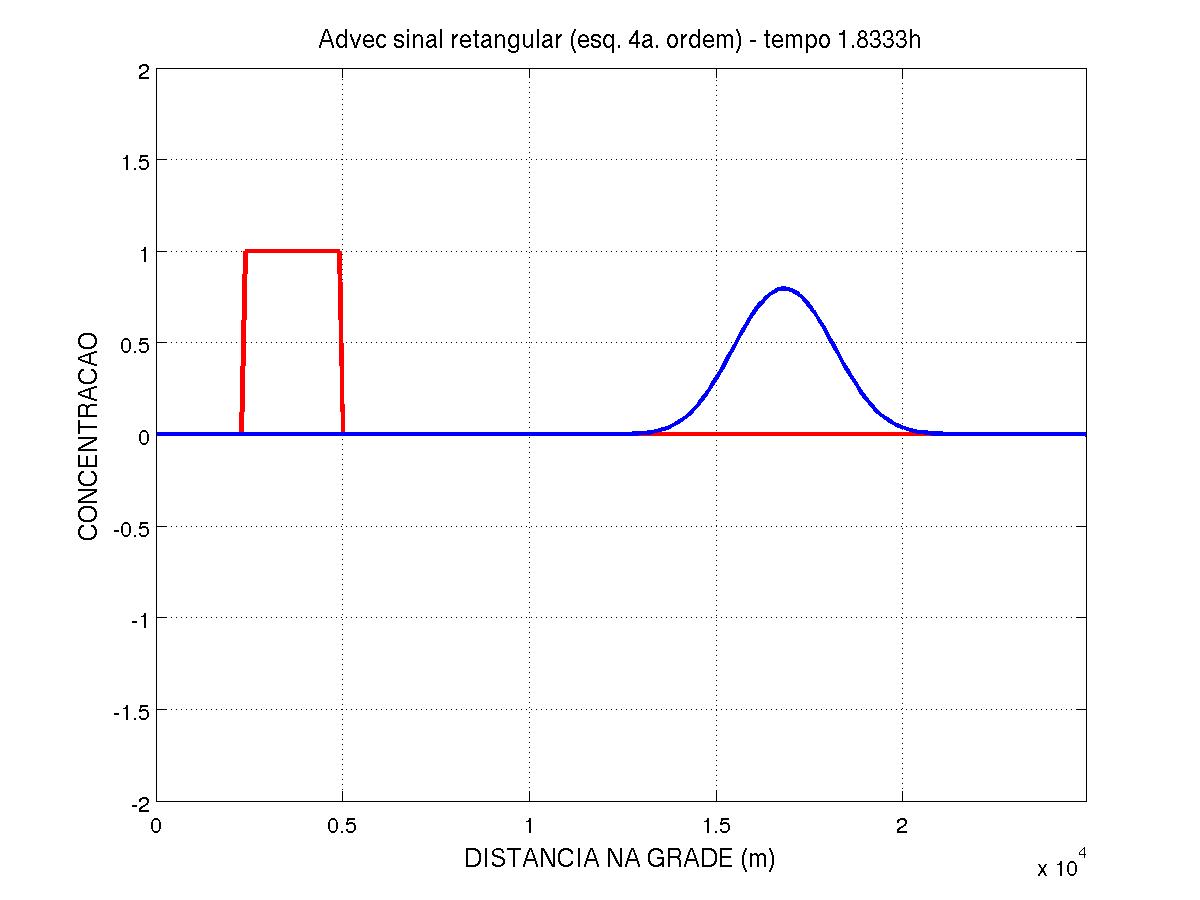 Advec sinal retangular (esq. 4a. ordem) - tempo 1.8333h
2
1.5
1
0.5
0
-0.5
-1
-1.5
-2
CONCENTRACAO
0 0.5 1 1.5 2
DISTANCIA NA GRADE (m)
x 10^4